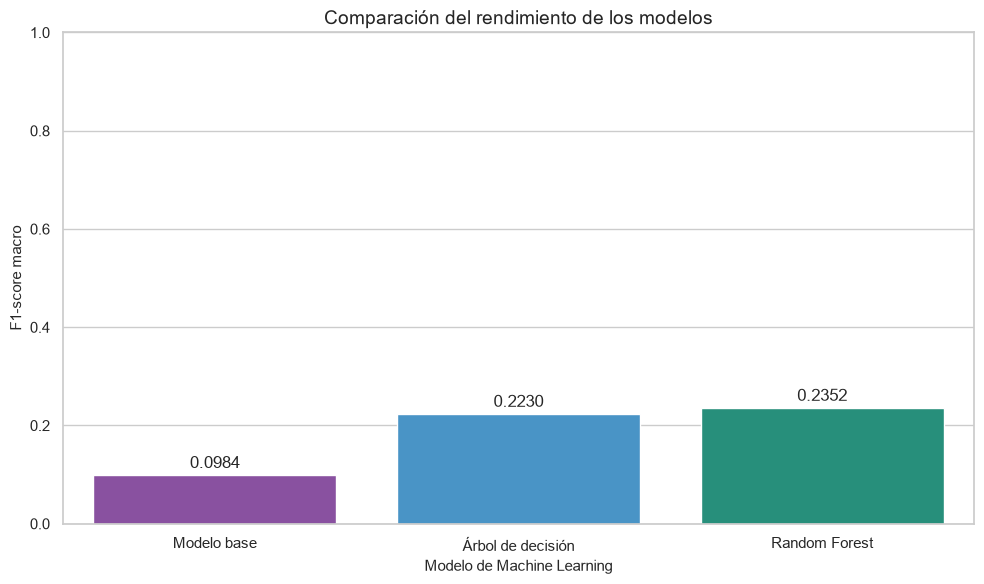 Comparación del rendimiento de los modelos
1.0
0.8
0.6
0.4
0.2
0.0
F1-score macro
0.0984
0.2230
0.2352
Modelo base
Árbol de decisión
Random Forest
Modelo de Machine Learning